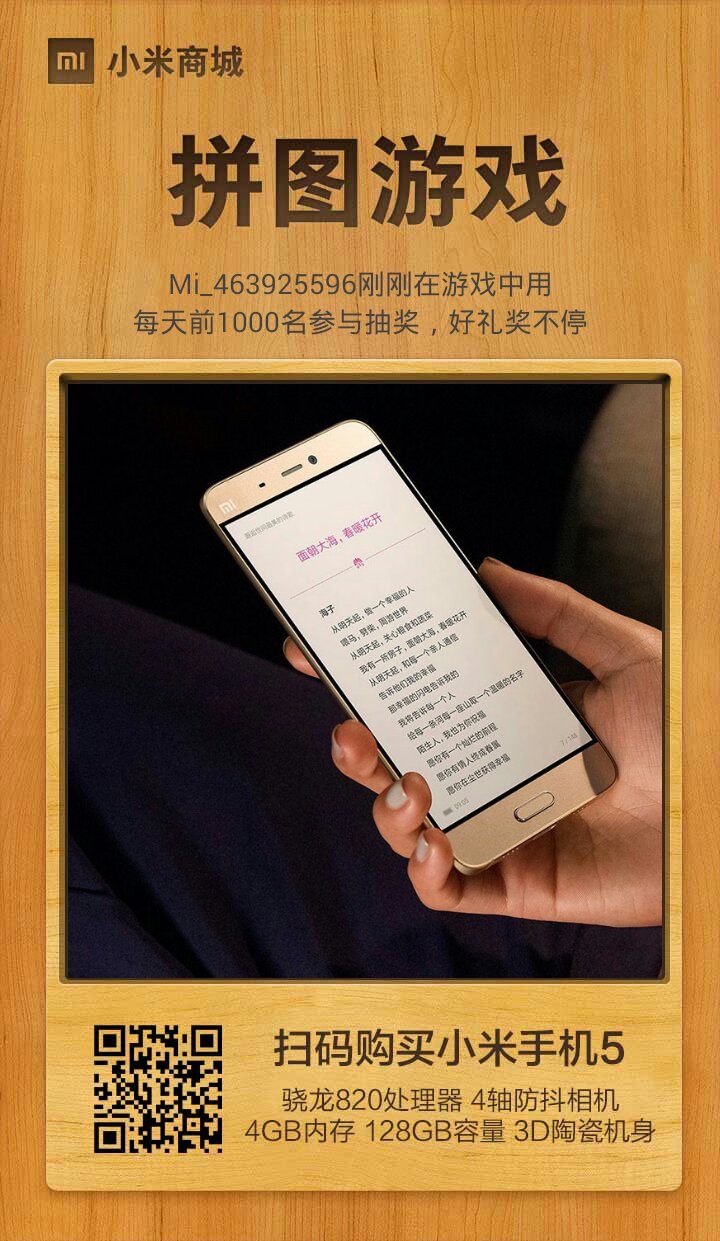 mi 小米商城
拼图游戏
Mi_463925596刚刚在游戏中用
每天前1000名参与抽奖，好礼奖不停
mi
面朝大海，春暖花开
海子
从明天起，做一个幸福的人
喂马，劈柴，周游世界
从明天起，关心粮食和蔬菜
我有一所房子，面朝大海，春暖花开
从明天起，和每一个亲人通信
告诉他们我的幸福
那幸福的闪电告诉我的
我将告诉每一个人
给每一条河每一座山取一个温暖的名字
陌生人，我也为你祝福
愿你有一个灿烂的前程
愿你有情人终成眷属
愿你在尘世获得幸福
7 / 146
09:05
扫码购买小米手机5
骁龙820处理器 4轴防抖相机
4GB内存 128GB容量 3D陶瓷机身